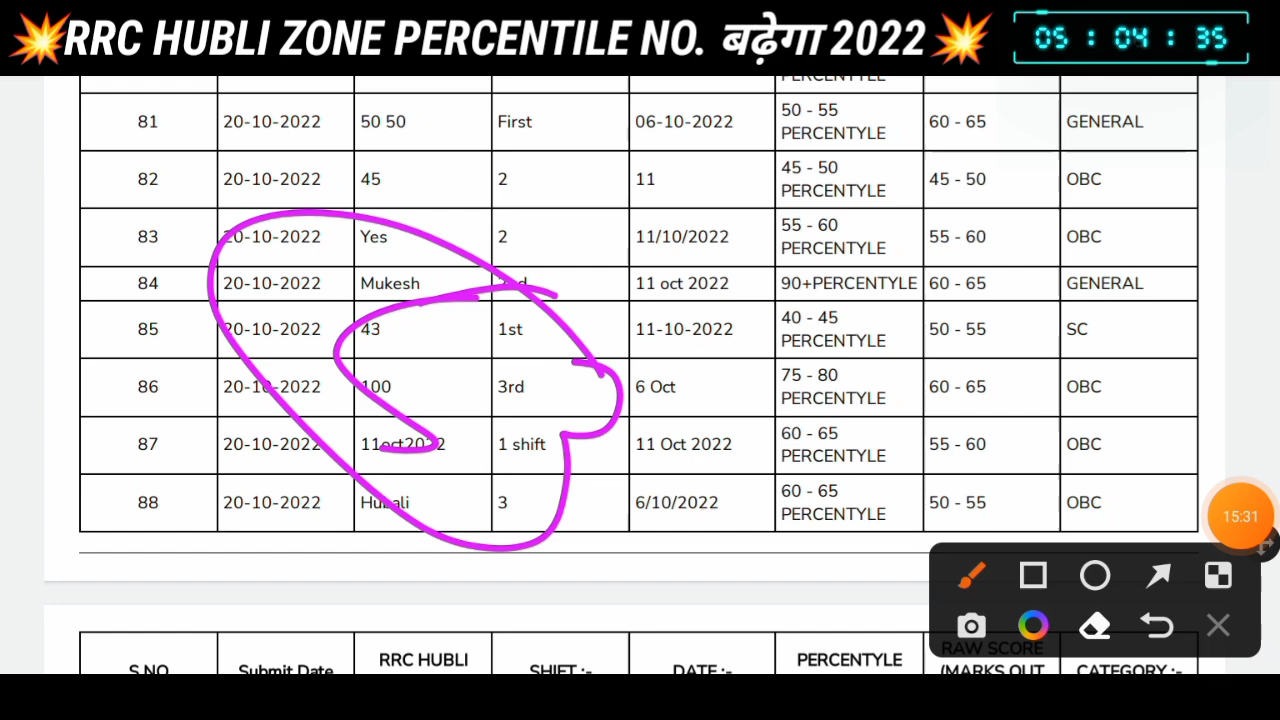 RRC HUBLI ZONE PERCENTILE NO. बढ़ेगा 2022
05 : 04 : 35
PERCENTYLE
81 20-10-2022 50 50 First 06-10-2022 50 - 55 PERCENTYLE 60 - 65 GENERAL
82 20-10-2022 45 2 11 45 - 50 PERCENTYLE 45 - 50 OBC
83 20-10-2022 Yes 2 11/10/2022 55 - 60 PERCENTYLE 55 - 60 OBC
84 20-10-2022 Mukesh 11 oct 2022 90+PERCENTYLE 60 - 65 GENERAL
85 20-10-2022 43 1st 11-10-2022 40 - 45 PERCENTYLE 50 - 55 SC
86 20-10-2022 100 3rd 6 Oct 75 - 80 PERCENTYLE 60 - 65 OBC
87 20-10-2022 11oct2022 1 shift 11 Oct 2022 60 - 65 PERCENTYLE 55 - 60 OBC
88 20-10-2022 Hubali 3 6/10/2022 60 - 65 PERCENTYLE 50 - 55 OBC
15:31
S.NO Submit Date RRC HUBLI SHIFT :- DATE :- PERCENTYLE RAW SCORE (MARKS OUT CATEGORY :-